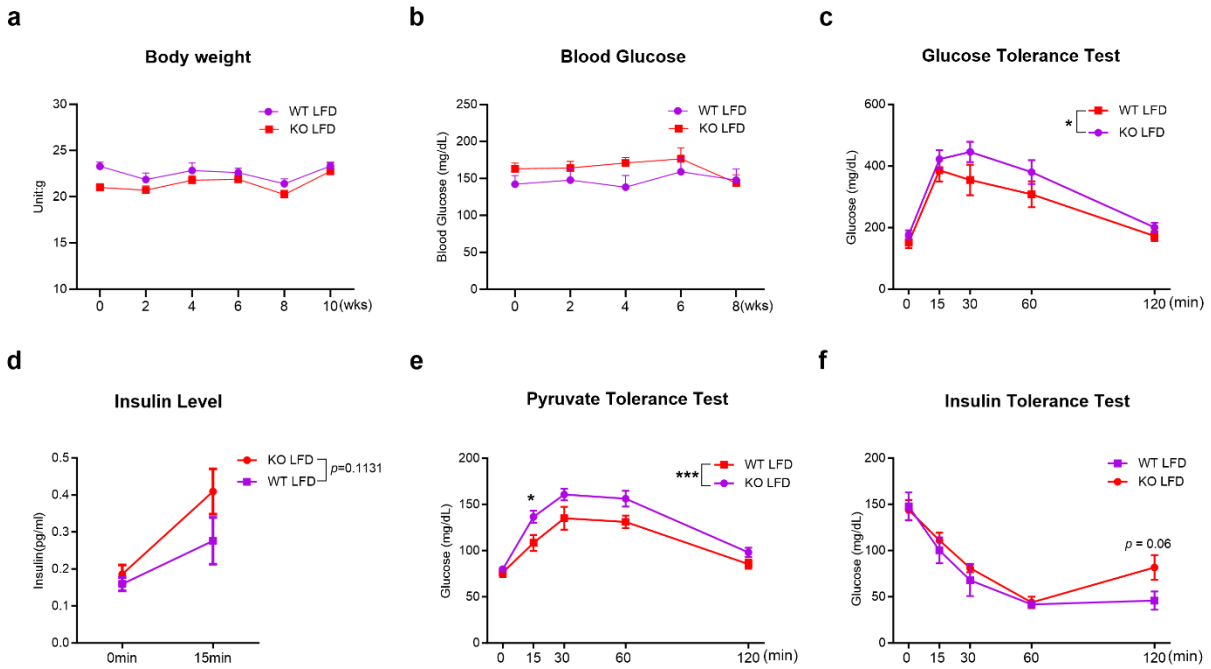 a
Body weight
Unit:g
30
25
20
15
10
0 2 4 6 8 10(wks)
WT LFD
KO LFD
b
Blood Glucose
Blood Glucose (mg/dL)
250
200
150
100
50
0
0 2 4 6 8(wks)
WT LFD
KO LFD
c
Glucose Tolerance Test
Glucose (mg/dL)
600
400
200
0
0 15 30 60 120 (min)
*
WT LFD
KO LFD
d
Insulin Level
Insulin(pg/ml)
0.5
0.4
0.3
0.2
0.1
0.0
0min 15min
KO LFD
WT LFD
p=0.1131
e
Pyruvate Tolerance Test
Glucose (mg/dL)
200
150
100
50
0
0 15 30 60 120 (min)
*
***
WT LFD
KO LFD
f
Insulin Tolerance Test
Glucose (mg/dL)
200
150
100
50
0
0 15 30 60 120 (min)
WT LFD
KO LFD
p = 0.06